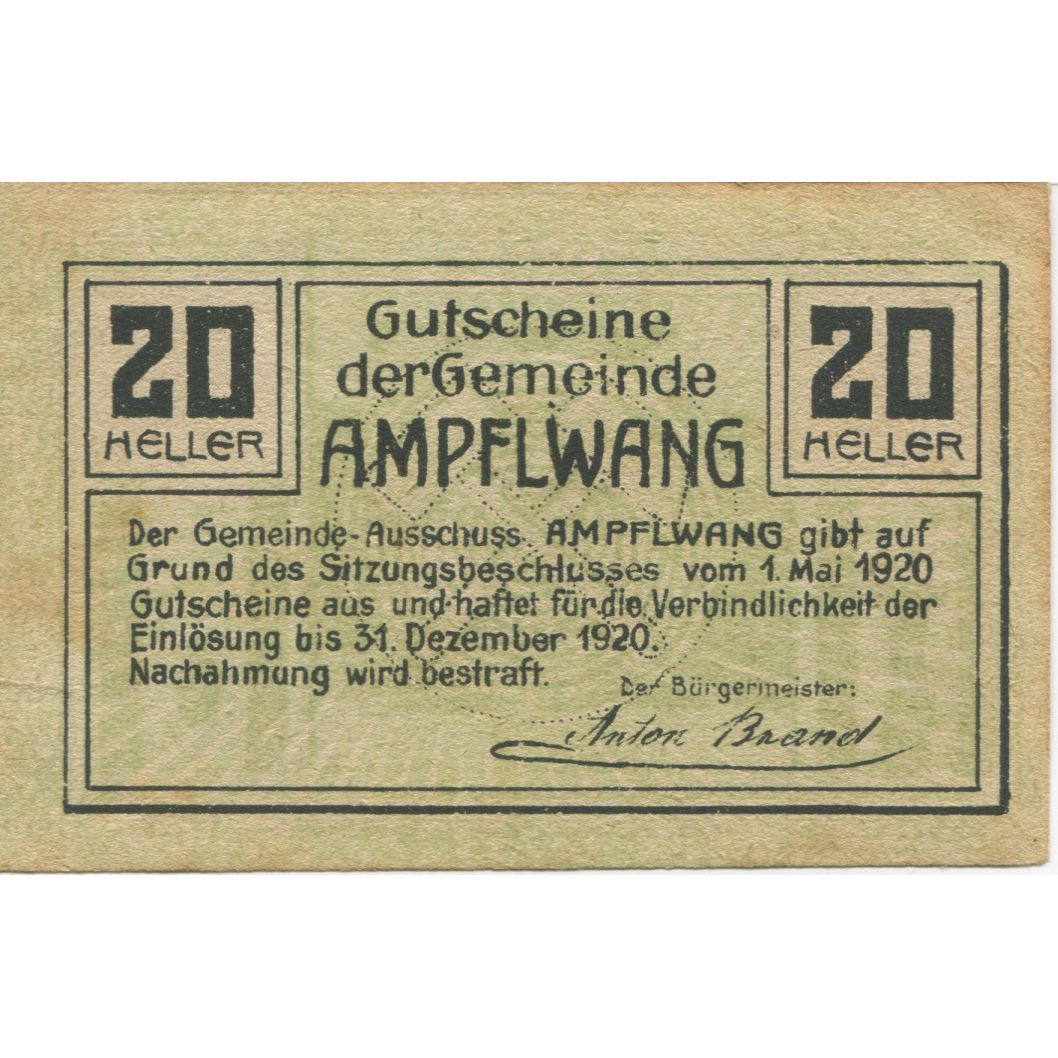 20
HELLER
Gutscheine
der Gemeinde
AMPFLWANG
20
HELLER
Der Gemeinde-Ausschuss AMPFLWANG gibt auf
Grund des Sitzungsbeschlusses vom 1. Mai 1920
Gutscheine aus und haftet für die Verbindlichkeit der
Einlösung bis 31. Dezember 1920.
Nachahmung wird bestraft.
Der Bürgermeister:
Anton Brand